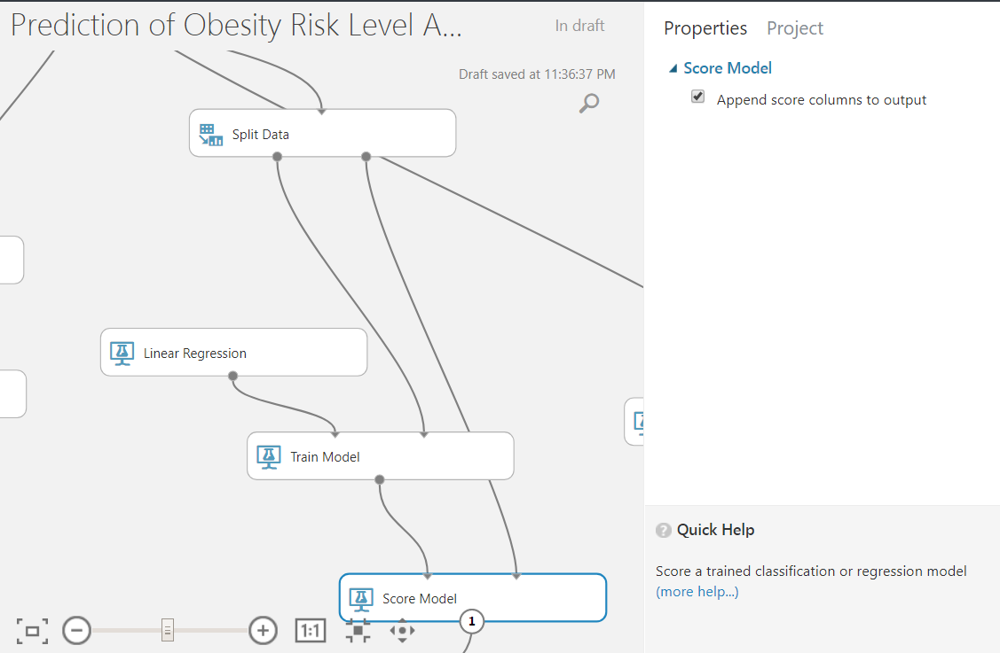 Prediction of Obesity Risk Level A...
In draft
Draft saved at 11:36:37 PM
Split Data
Linear Regression
Train Model
Score Model
1
1:1
Properties Project
Score Model
Append score columns to output
? Quick Help
Score a trained classification or regression model
(more help...)